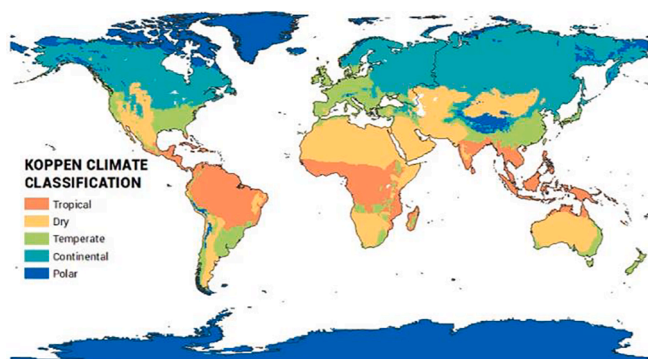 KOPPEN CLIMATE
CLASSIFICATION
Tropical
Dry
Temperate
Continental
Polar